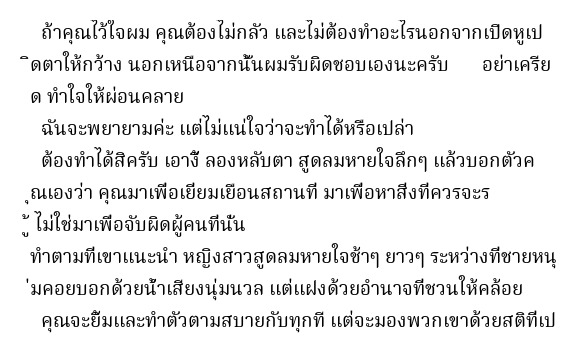 ถ้าคุณไว้ใจผม คุณต้องไม่กลัว และไม่ต้องทำอะไรนอกจากเปิดหูเป
ิดตาให้กว้าง นอกเหนือจากนั้นผมรับผิดชอบเองนะครับ อย่าเครีย
ด ทำใจให้ผ่อนคลาย
ฉันจะพยายามค่ะ แต่ไม่แน่ใจว่าจะทำได้หรือเปล่า
ต้องทำได้สิครับ เอางี้ ลองหลับตา สูดลมหายใจลึกๆ แล้วบอกตัวค
ุณเองว่า คุณมาเพื่อเยี่ยมเยือนสถานที่ มาเพื่อหาสิ่งที่ควรจะร
ู้ ไม่ใช่มาเพื่อจับผิดผู้คนที่นั่น
ทำตามที่เขาแนะนำ หญิงสาวสูดลมหายใจช้าๆ ยาวๆ ระหว่างที่ชายหนุ
่มคอยบอกด้วยน้ำเสียงนุ่มนวล แต่แฝงด้วยอำนาจที่ชวนให้คล้อย
คุณจะยิ้มและทำตัวตามสบายกับทุกที่ แต่จะมองพวกเขาด้วยสติที่เป